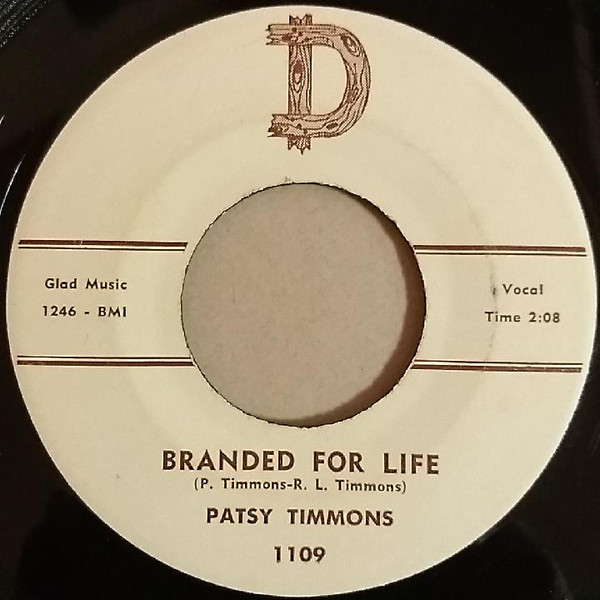 D
Glad Music
1246 - BMI
Vocal
Time 2:08
BRANDED FOR LIFE
(P. Timmons-R. L. Timmons)
PATSY TIMMONS
1109